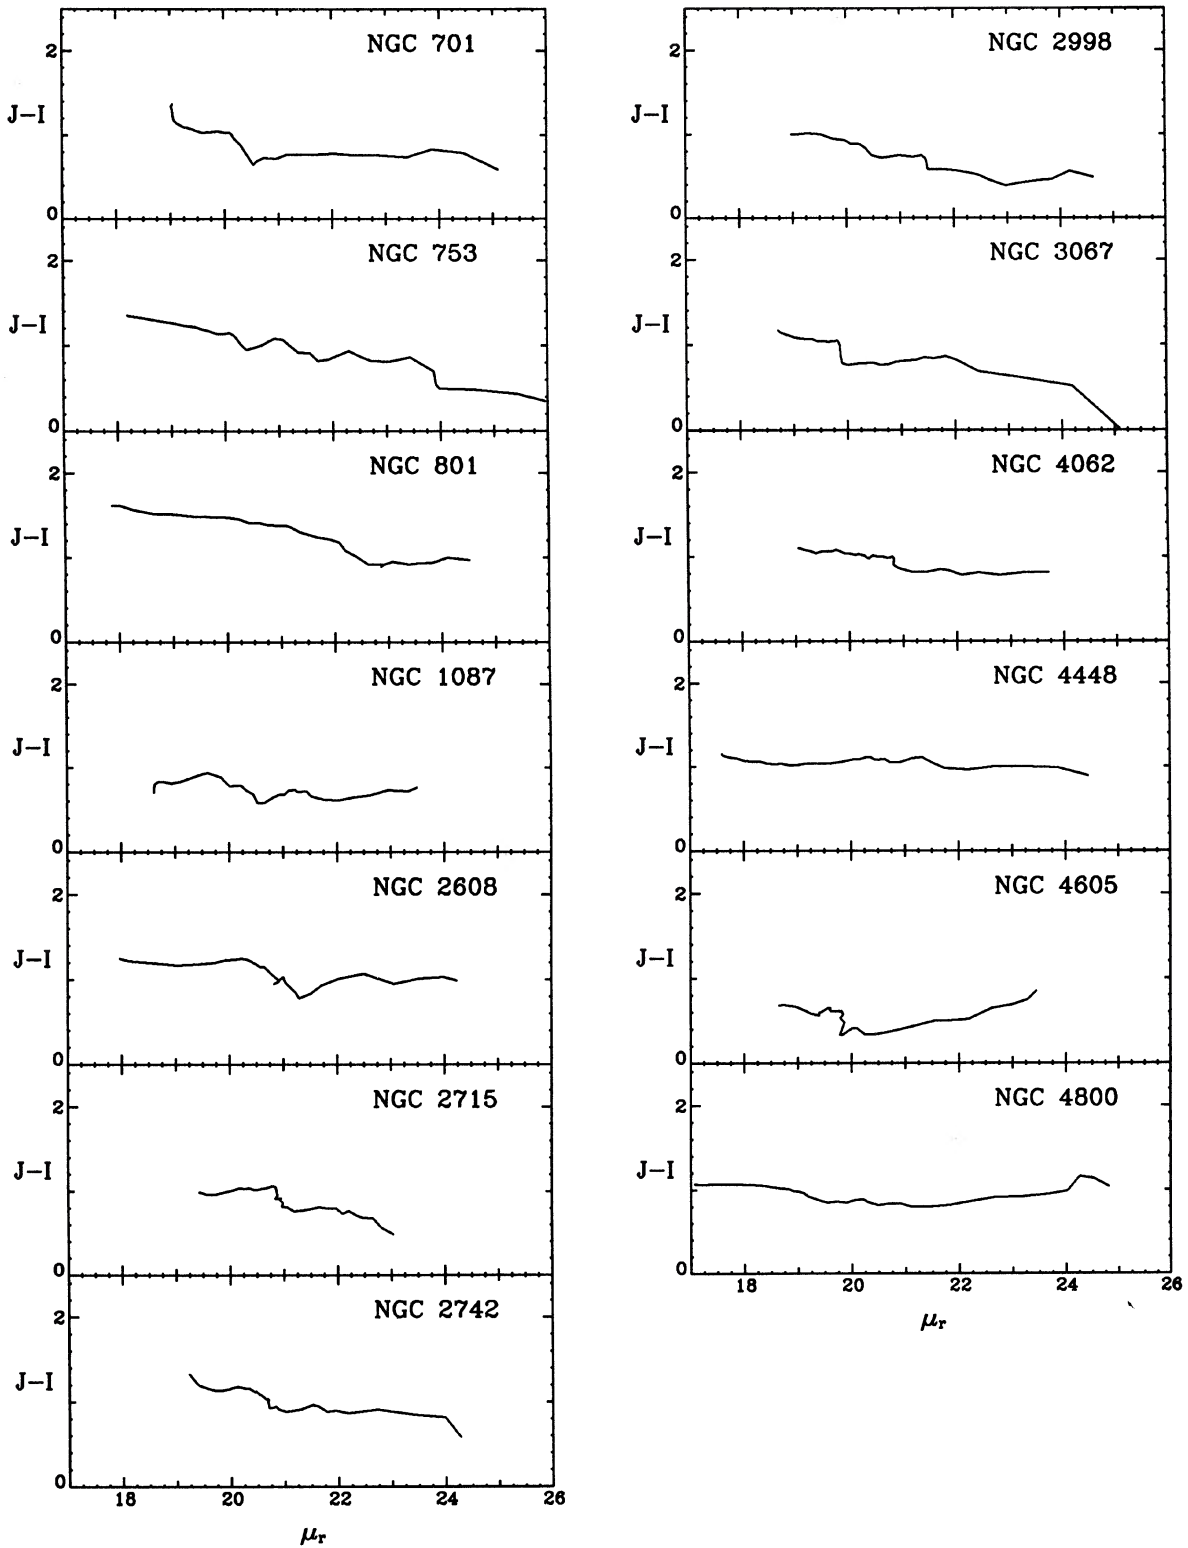 NGC 701
2
J-I
0
NGC 753
2
J-I
0
NGC 801
2
J-I
0
NGC 1087
2
J-I
0
NGC 2608
2
J-I
0
NGC 2715
2
J-I
0
NGC 2742
2
J-I
0
18 20 22 24 26
μr
NGC 2998
2
J-I
0
NGC 3067
2
J-I
0
NGC 4062
2
J-I
0
NGC 4448
2
J-I
0
NGC 4605
2
J-I
0
NGC 4800
2
J-I
0
18 20 22 24 26
μr